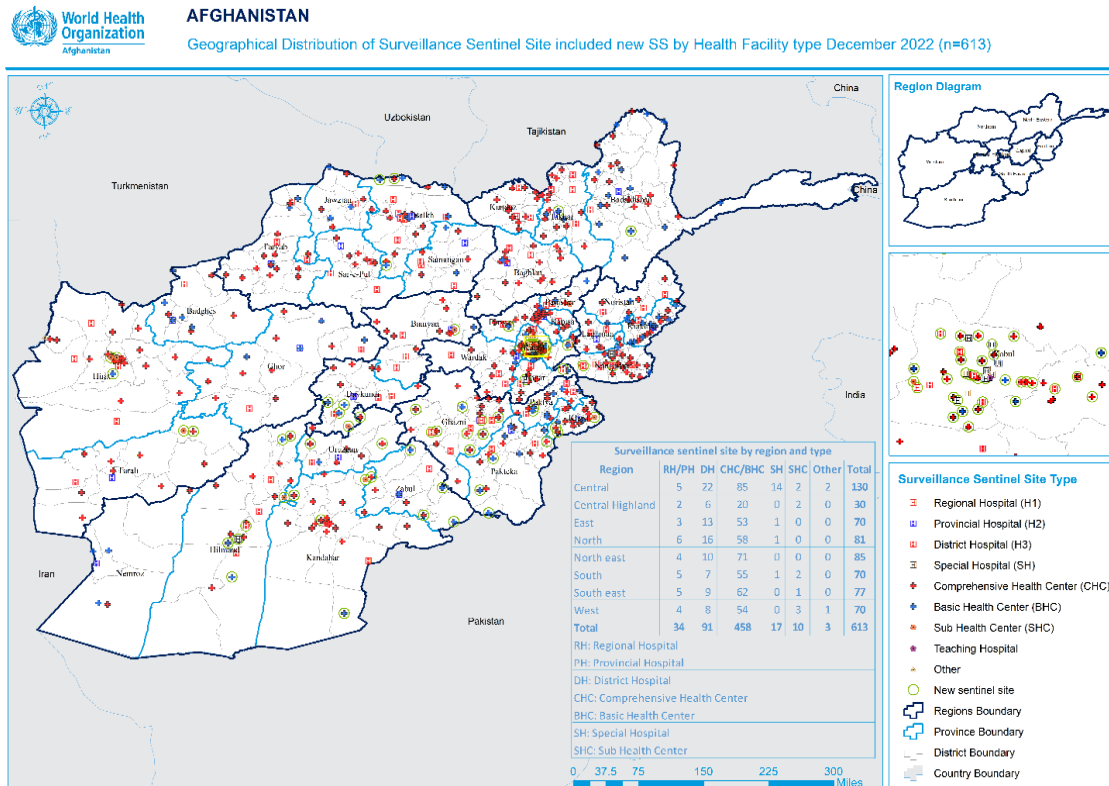 World Health
Organization
Afghanistan
AFGHANISTAN
Geographical Distribution of Surveillance Sentinel Site included new SS by Health Facility type December 2022 (n=613)
China
Uzbokistan
Tajikistan
Turkmenistan
China
Jawzjan
Balkh
Kunduz
Takhar
Badakhshan
Faryab
Sar-e-Pul
Samangan
Baghlan
Badghes
Bamyan
Noristan
Wardak
Ghor
Hirat
Daykundi
Ghazni
Paktya
India
Uruzgan
Paktika
Farah
Zabul
Hilmand
Kandahar
Iran
Nemroz
Pakistan
Surveillance sentinel site by region and type
Region RH/PH DH CHC/BHC SH SHC Other Total
Central 5 22 85 14 2 2 130
Central Highland 2 6 20 0 2 0 30
East 3 13 53 1 0 0 70
North 6 16 58 1 0 0 81
North east 4 10 71 0 0 0 85
South 5 7 55 1 2 0 70
South east 5 9 62 0 1 0 77
West 4 8 54 0 3 1 70
Total 34 91 458 17 10 3 613
RH: Regional Hospital
PH: Provincial Hospital
DH: District Hospital
CHC: Comprehensive Health Center
BHC: Basic Health Center
SH: Special Hospital
SHC: Sub Health Center
0 37.5 75 150 225 300
Miles
Region Diagram
Kabul
Surveillance Sentinel Site Type
Regional Hospital (H1)
Provincial Hospital (H2)
District Hospital (H3)
Special Hospital (SH)
Comprehensive Health Center (CHC)
Basic Health Center (BHC)
Sub Health Center (SHC)
Teaching Hospital
Other
New sentinel site
Regions Boundary
Province Boundary
District Boundary
Country Boundary